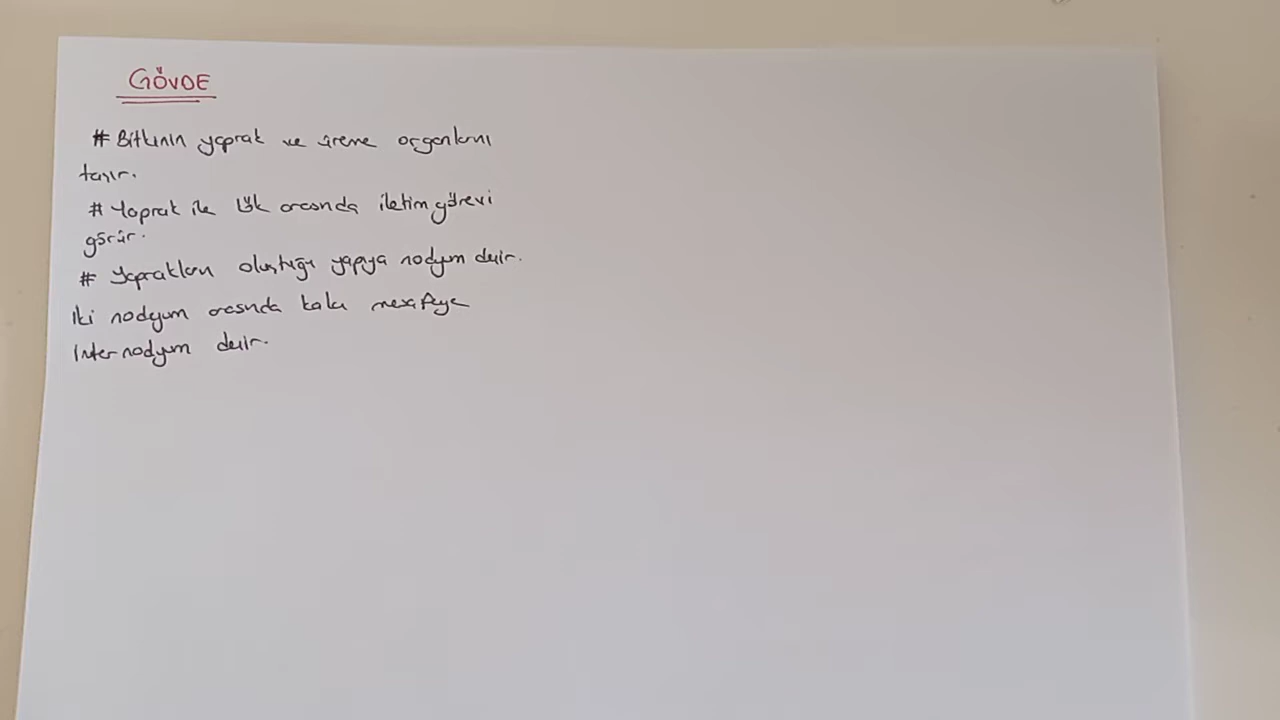 GÖVDE
# Bitkinin yaprak ve üreme organlarını
taşır.
# Yaprak ile kök arasında iletim görevi
görür.
# Yaprakların oluştuğu yapıya nodyum denir.
İki nodyum arasında kalan mesafeye
İnternodyum denir.